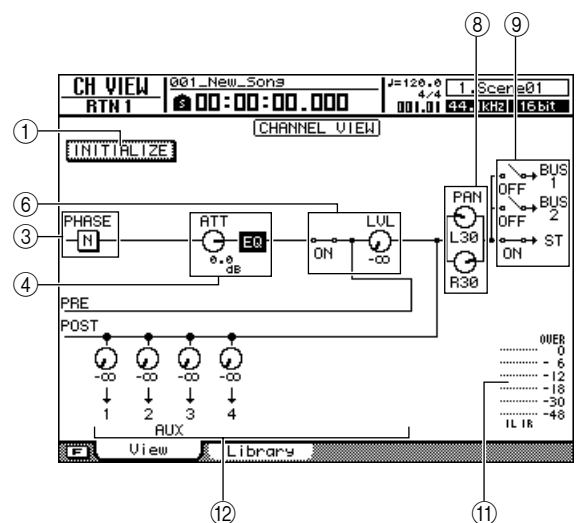 ⑧ ⑨
CH VIEW
RTN 1
001_New_Song
S 00:00:00.000
♩=120.0
4/4
001.01
1.Scene01
44.1kHz 16bit
CHANNEL VIEW
①
INITIALIZE
⑥
③
PHASE
N
ATT
EQ
0.0
dB
④
ON
LVL
-∞
PAN
L30
R30
OFF
BUS
1
OFF
BUS
2
ON
ST
PRE
POST
-∞ -∞ -∞ -∞
1 2 3 4
AUX
OVER
0
- 6
-12
-18
-30
-48
1L 1R
F View Library
⑫ ⑪